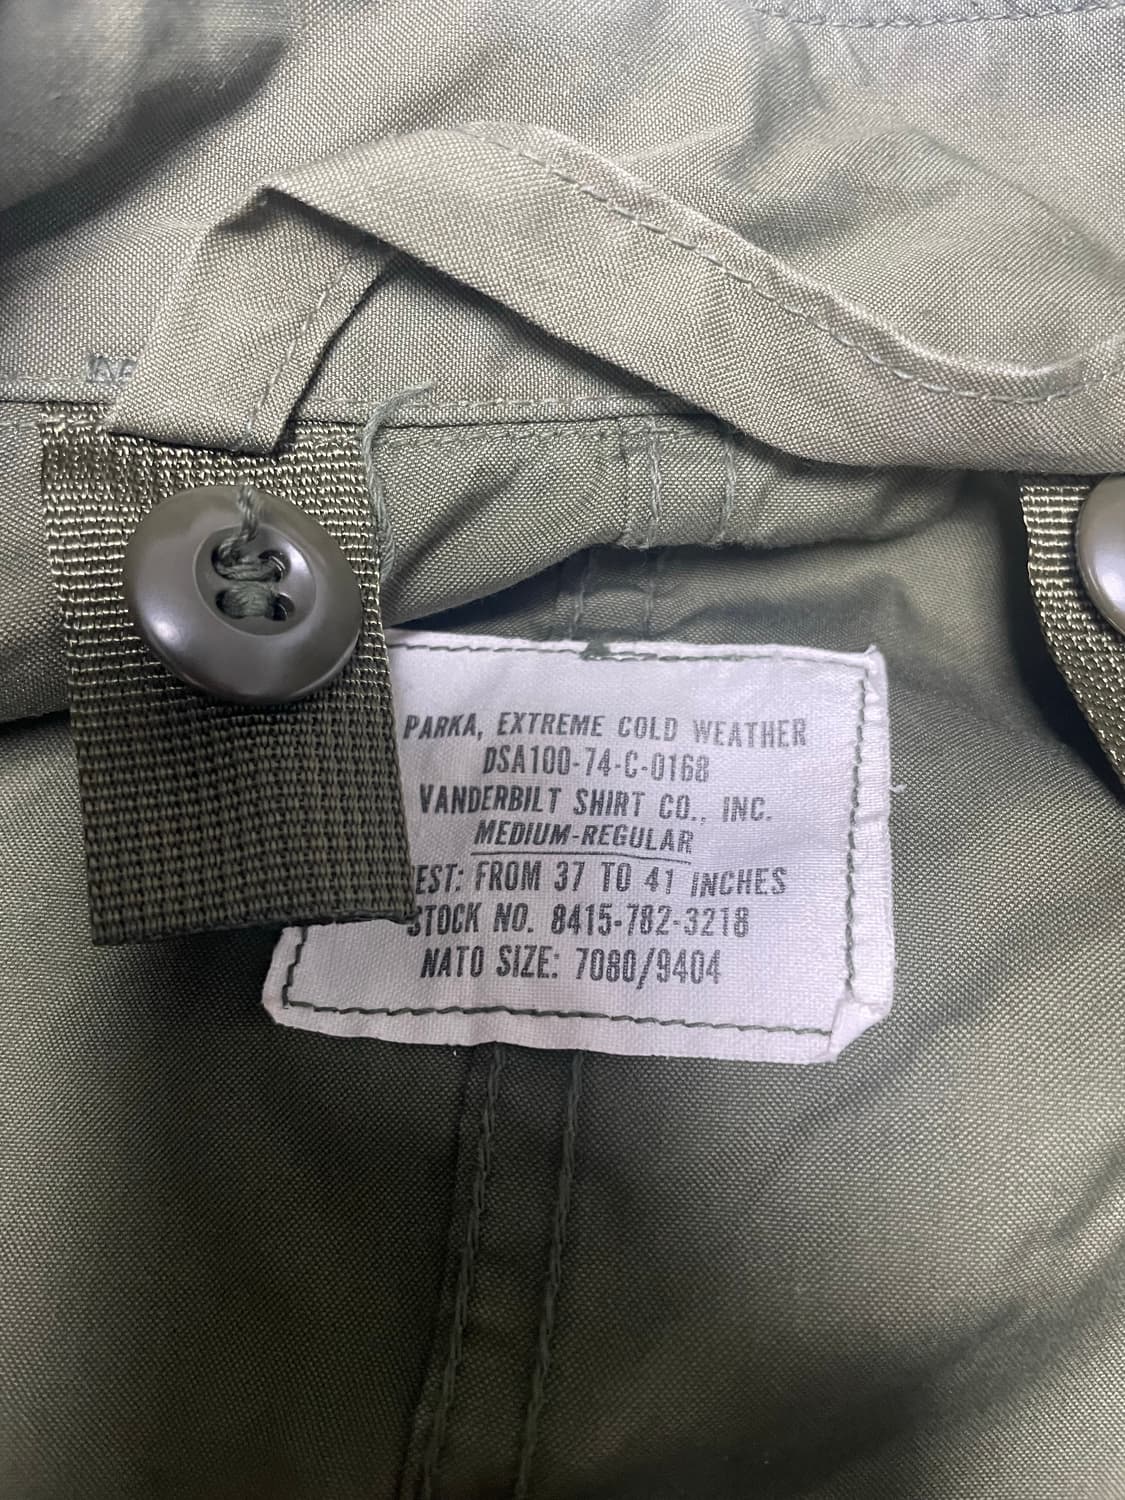 PARKA, EXTREME COLD WEATHER
DSA100-74-C-0168
VANDERBILT SHIRT CO., INC.
MEDIUM-REGULAR
EST: FROM 37 TO 41 INCHES
STOCK NO. 8415-782-3218
NATO SIZE: 7080/9404